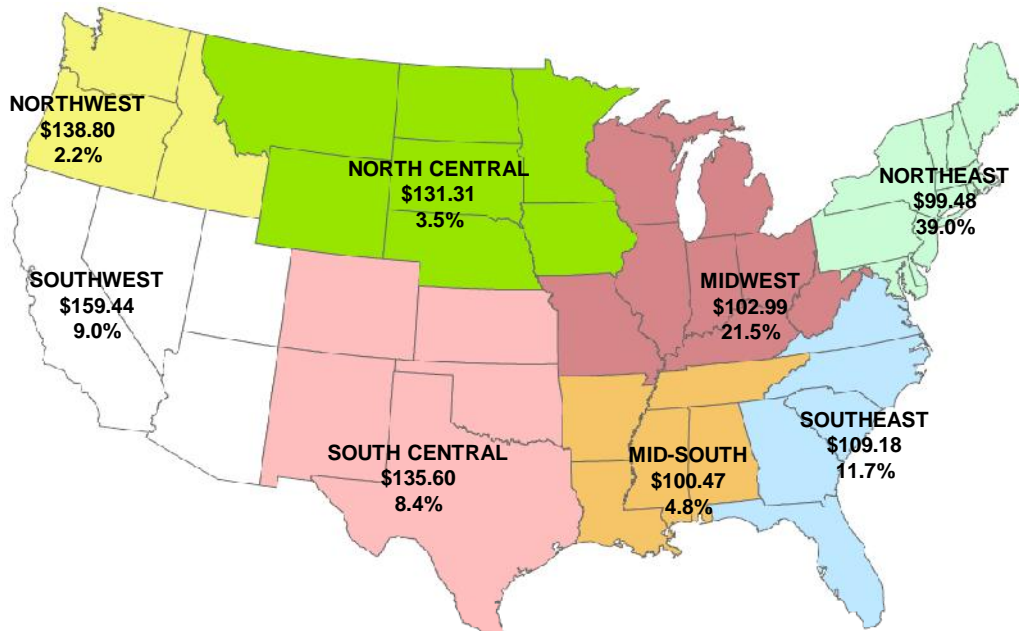 NORTHWEST
$138.80
2.2%
NORTH CENTRAL
$131.31
3.5%
NORTHEAST
$99.48
39.0%
SOUTHWEST
$159.44
9.0%
MIDWEST
$102.99
21.5%
SOUTH CENTRAL
$135.60
8.4%
MID-SOUTH
$100.47
4.8%
SOUTHEAST
$109.18
11.7%